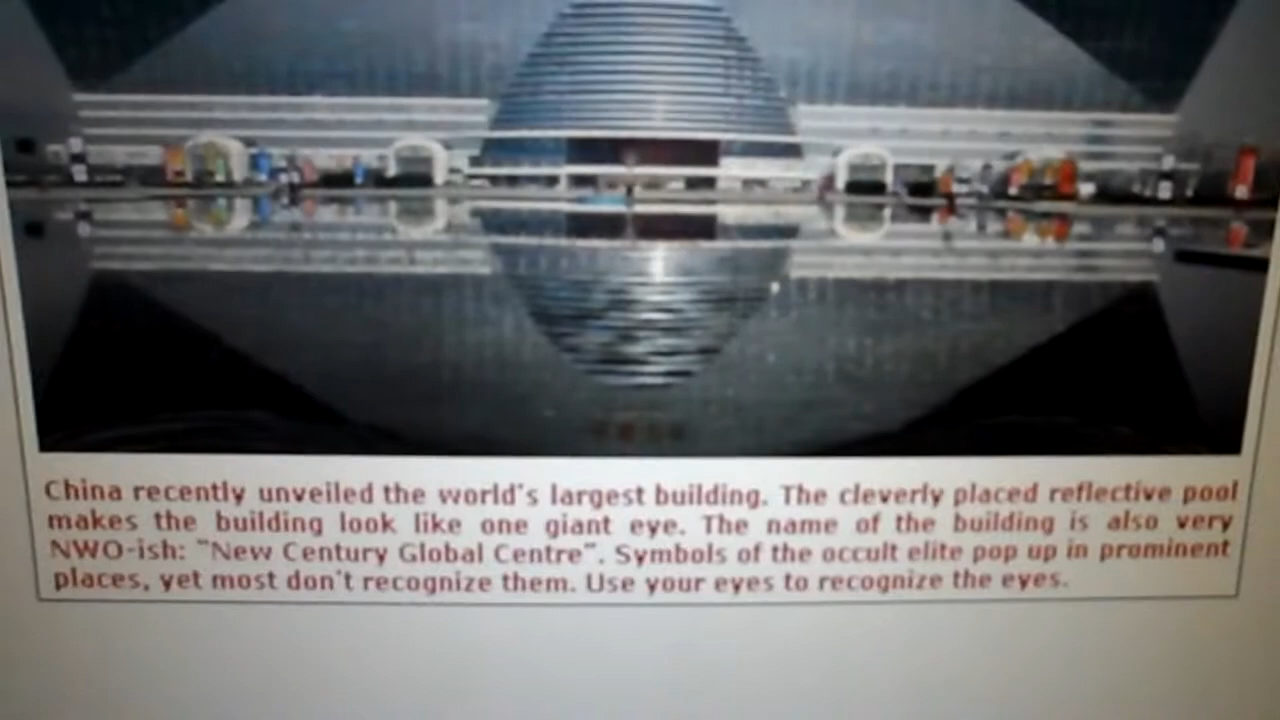 China recently unveiled the world's largest building. The cleverly placed reflective pool
makes the building look like one giant eye. The name of the building is also very
NWO-ish: "New Century Global Centre". Symbols of the occult elite pop up in prominent
places, yet most don't recognize them. Use your eyes to recognize the eyes.